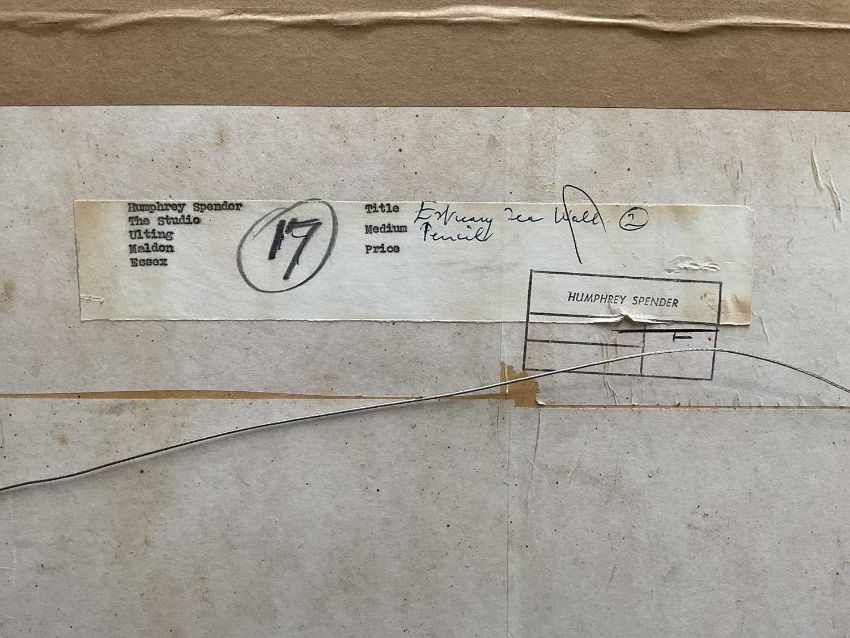 Humphrey Spender
The Studio
Ulting
Maldon
Essex
17
Title Estuary Sea Wall 2
Medium Pencil
Price
HUMPHREY SPENDER